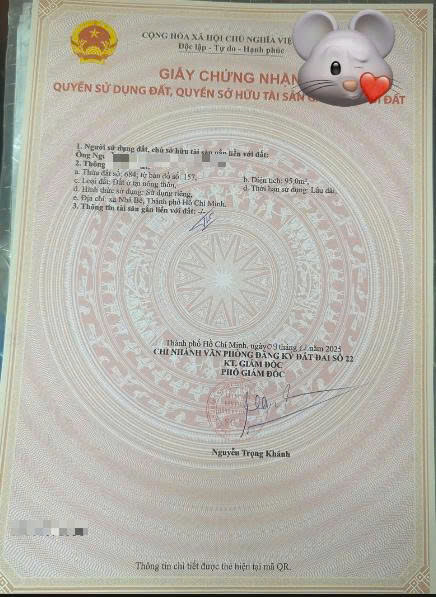 CỘNG HÒA XÃ HỘI CHỦ NGHĨA VIỆ
Độc lập - Tự do - Hạnh phúc
GIẤY CHỨNG NHẬN
QUYỀN SỬ DỤNG ĐẤT, QUYỀN SỞ HỮU TÀI SẢN G ĐẤT
1. Người sử dụng đất, chủ sở hữu tài sản gắn liền với đất:
Ông Ng
2. Thông
a. Thửa đất số: 684; tờ bản đồ số: 157, b. Diện tích: 95,0m²,
c. Loại đất: Đất ở tại nông thôn, d. Thời hạn sử dụng: Lâu dài,
đ. Hình thức sử dụng: Sử dụng riêng,
e. Địa chỉ: xã Nhà Bè, Thành phố Hồ Chí Minh.
3. Thông tin tài sản gắn liền với đất: -/-
Thành phố Hồ Chí Minh, ngày 09 tháng 12 năm 2025
CHI NHÁNH VĂN PHÒNG ĐĂNG KÝ ĐẤT ĐAI SỐ 22
KT. GIÁM ĐỐC
PHÓ GIÁM ĐỐC
Nguyễn Trọng Khánh
Thông tin chi tiết được thể hiện tại mã QR.